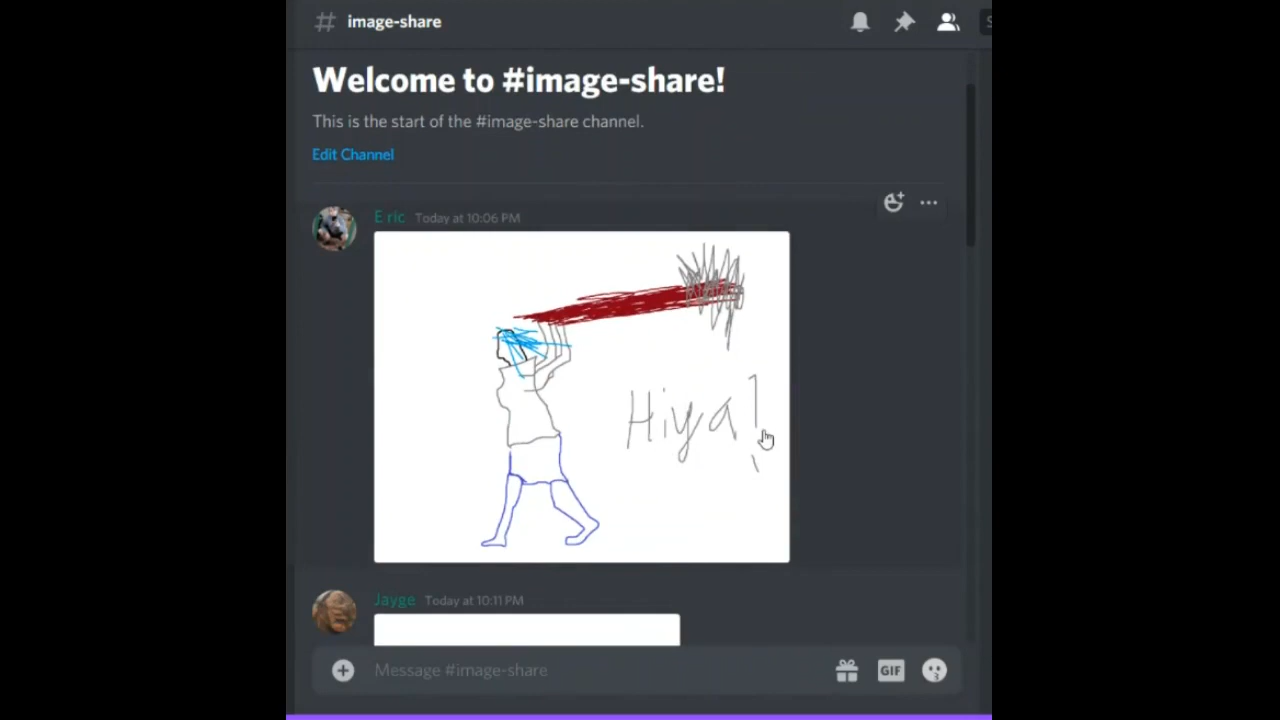 # image-share
Welcome to #image-share!
This is the start of the #image-share channel.
Edit Channel
E ric Today at 10:06 PM
Hiya!
Jayge Today at 10:11 PM
Message #image-share
GIF